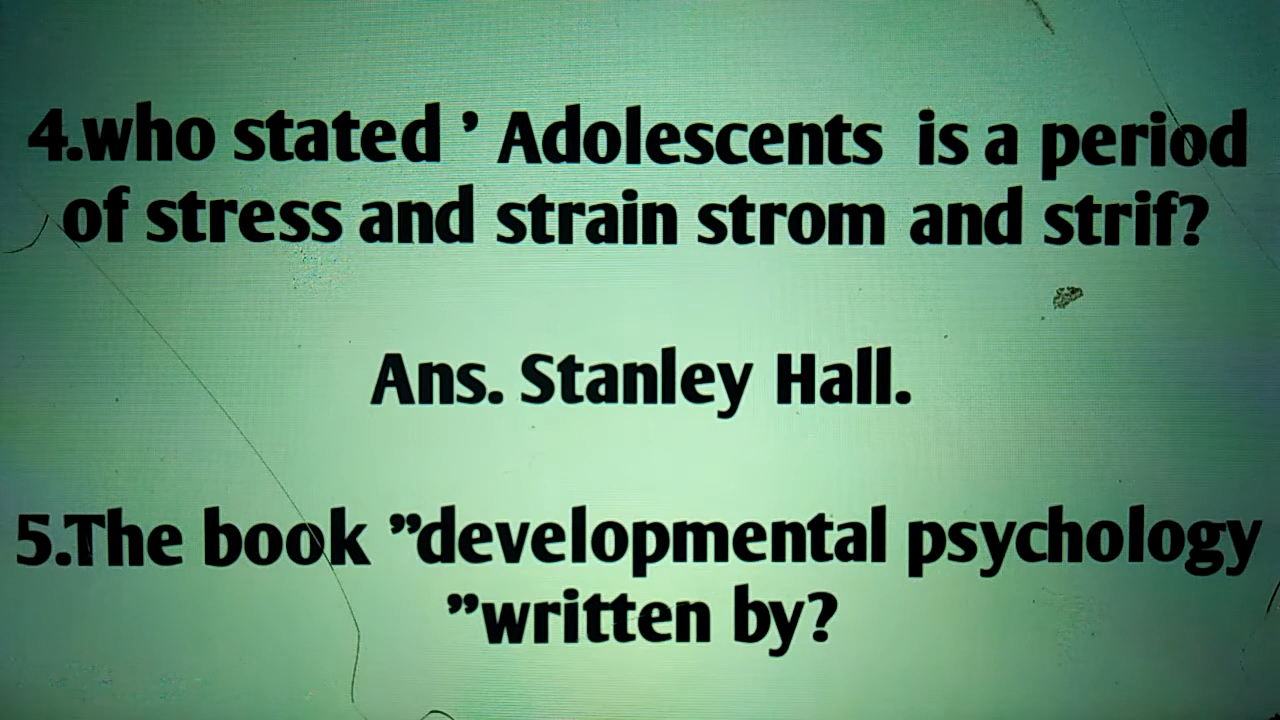 4.who stated ’ Adolescents is a period
of stress and strain strom and strif?
Ans. Stanley Hall.
5.The book ”developmental psychology
”written by?